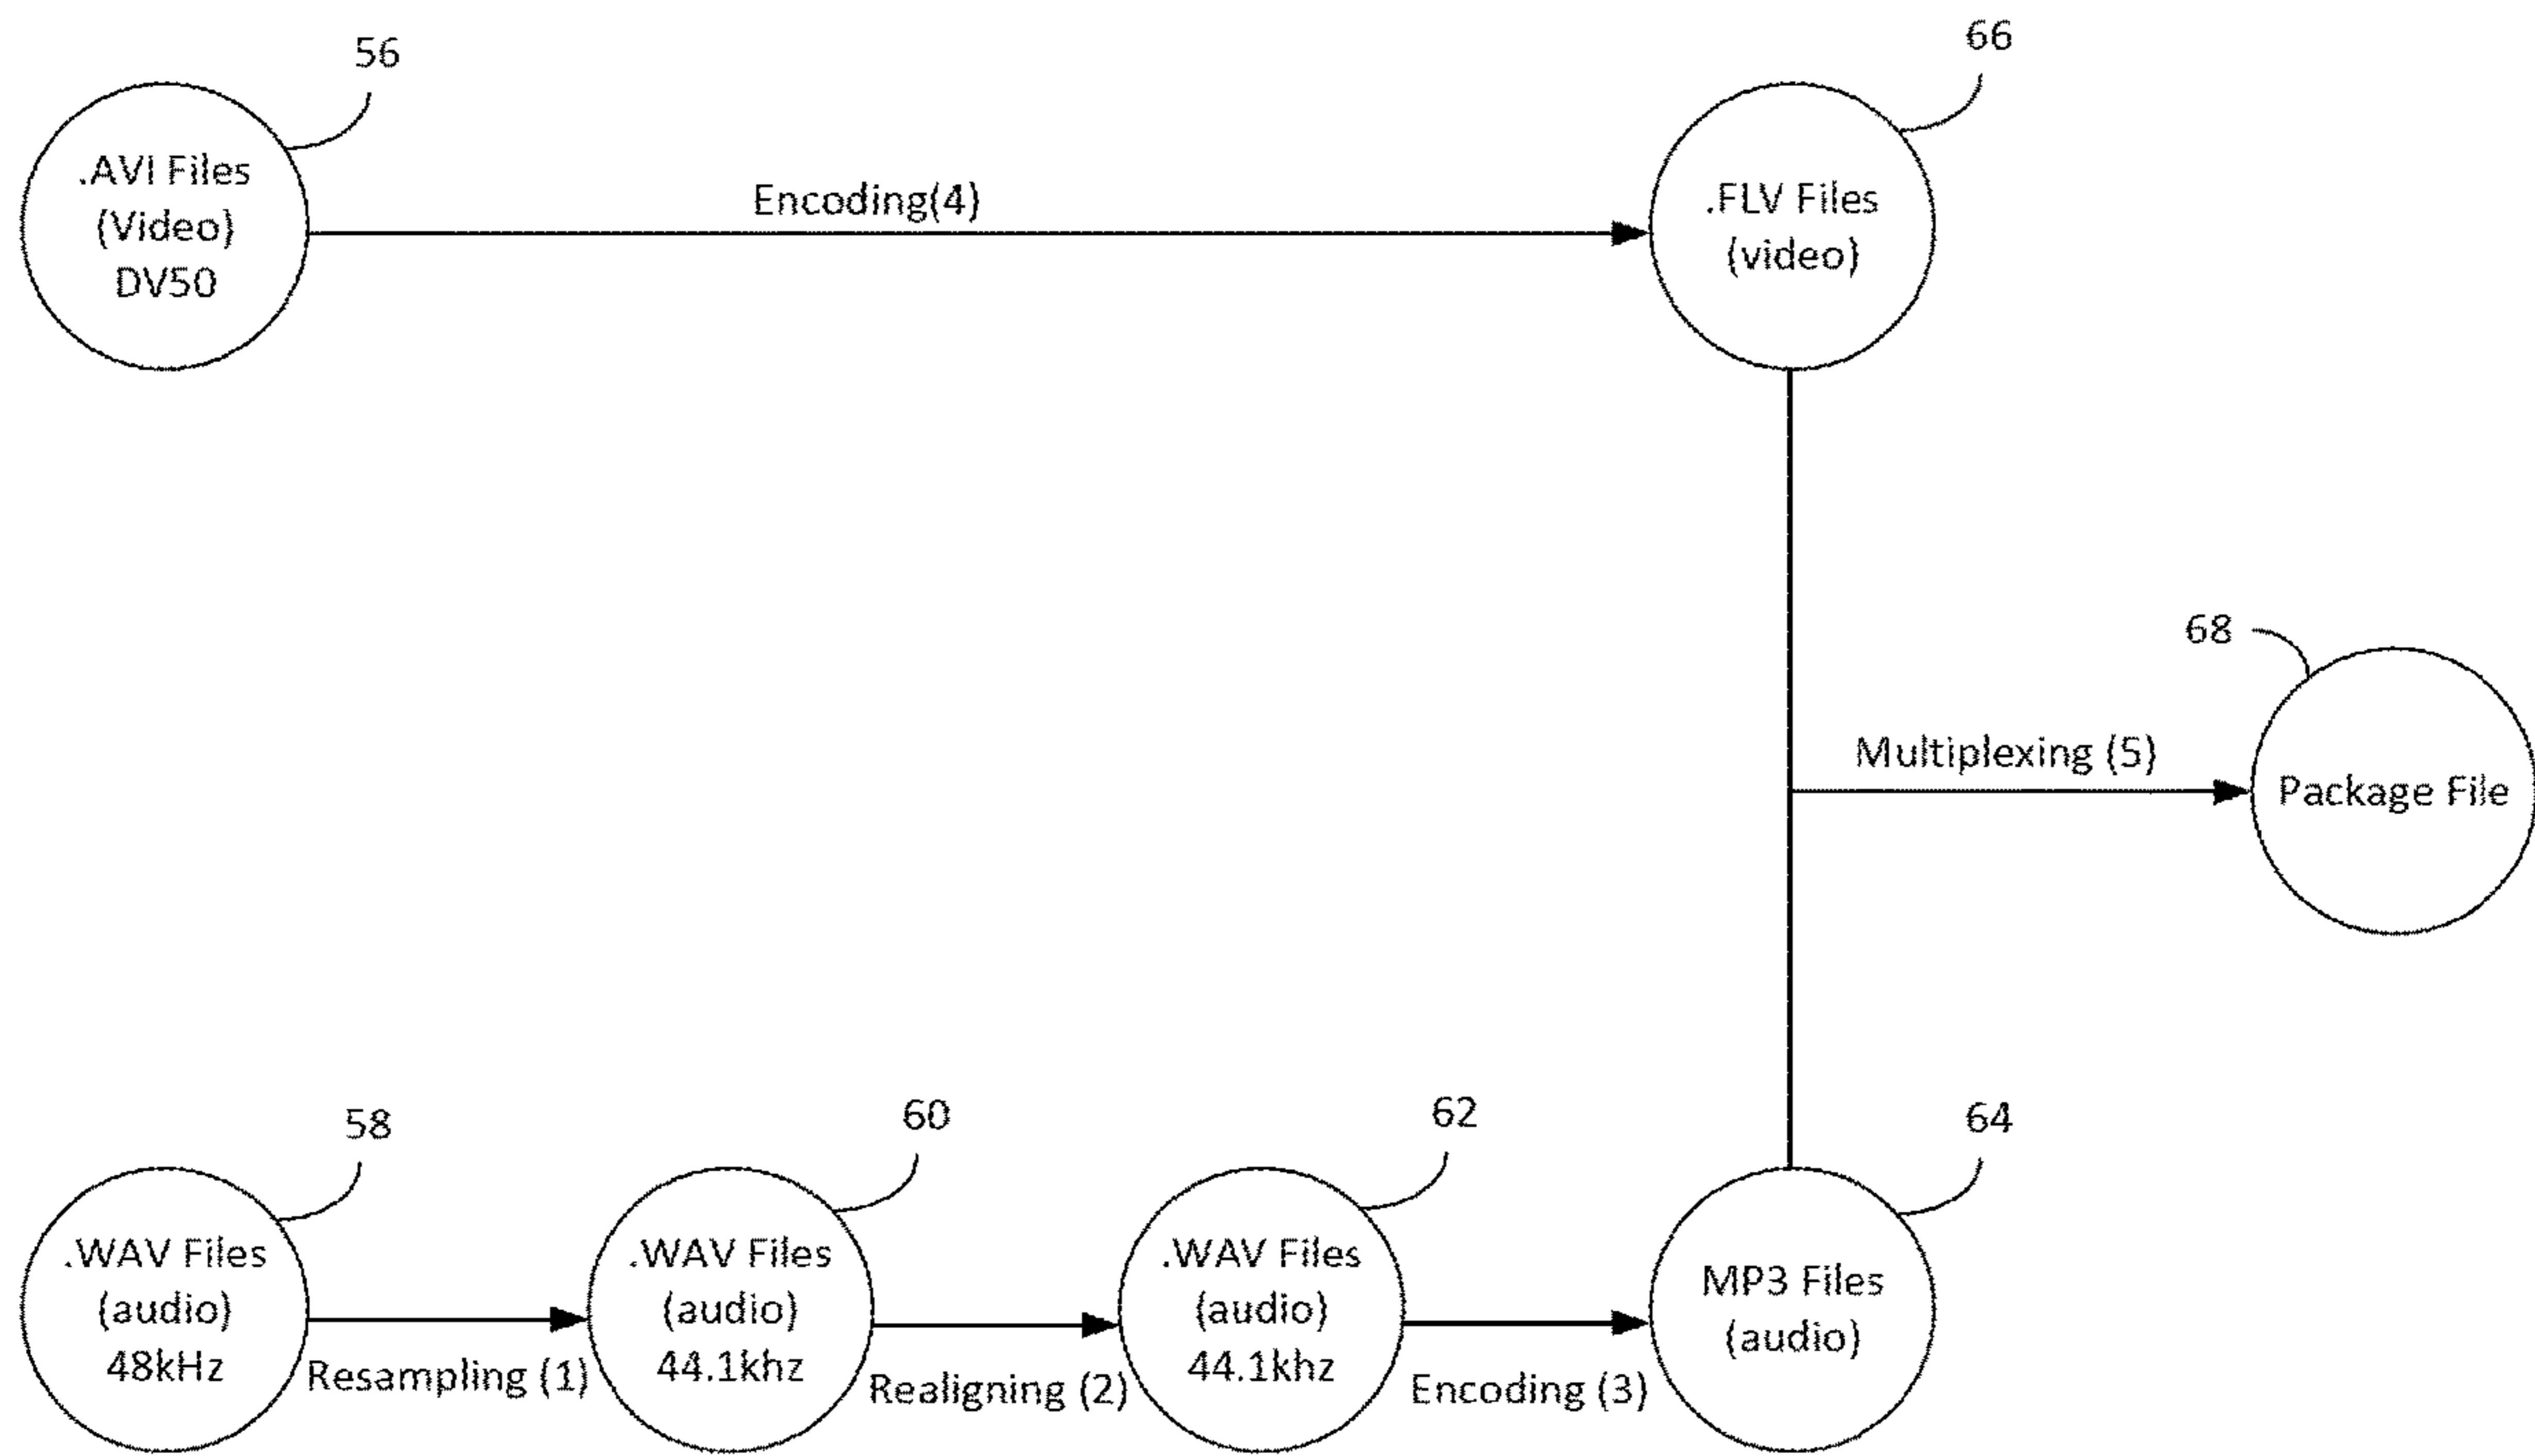 56
66
.AVI Files
(Video)
DV50
Encoding(4)
.FLV Files
(video)
68
Multiplexing (5)
Package File
58
60
62
64
.WAV Files
(audio)
48kHz
Resampling (1)
.WAV Files
(audio)
44.1khz
Realigning (2)
.WAV Files
(audio)
44.1khz
Encoding (3)
MP3 Files
(audio)